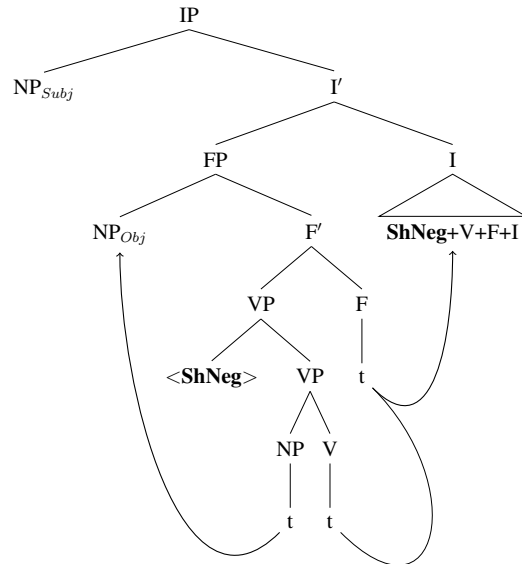 IP
NP_Subj I′
FP I
NP_Obj F′ ShNeg+V+F+I
VP F
<ShNeg> VP t
NP V
t t